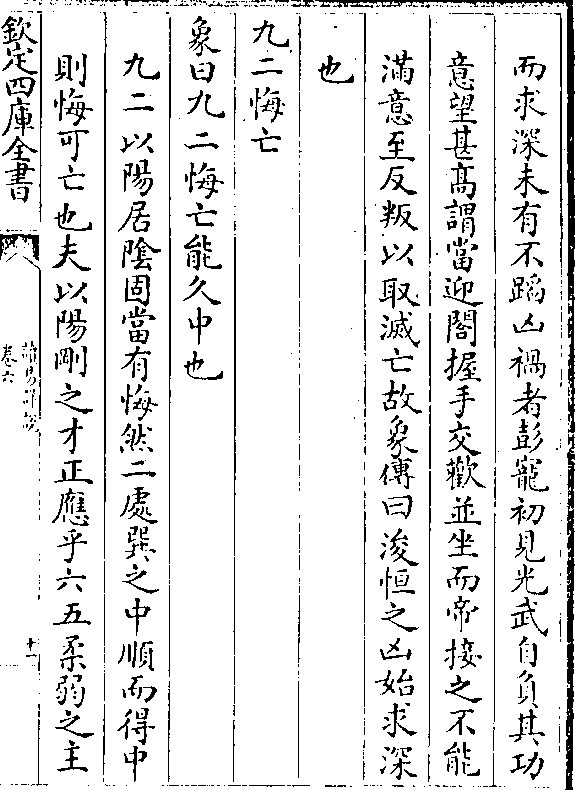 而求深未有不蹈凶禍者彭寵初見光武自負其功
意望甚髙謂當迎閤握手交歡並坐而帝接之不能
滿意至反叛以取滅亡故象傳曰浚恒之凶始求深
也
九二悔亡
象曰九二悔亡能久中也
九二以陽居陰固當有悔然二處巽之中順而得中
則悔可亡也夫以陽剛之才正應乎六五柔弱之主
欽定四庫全書
讀易詳說
卷六
十二